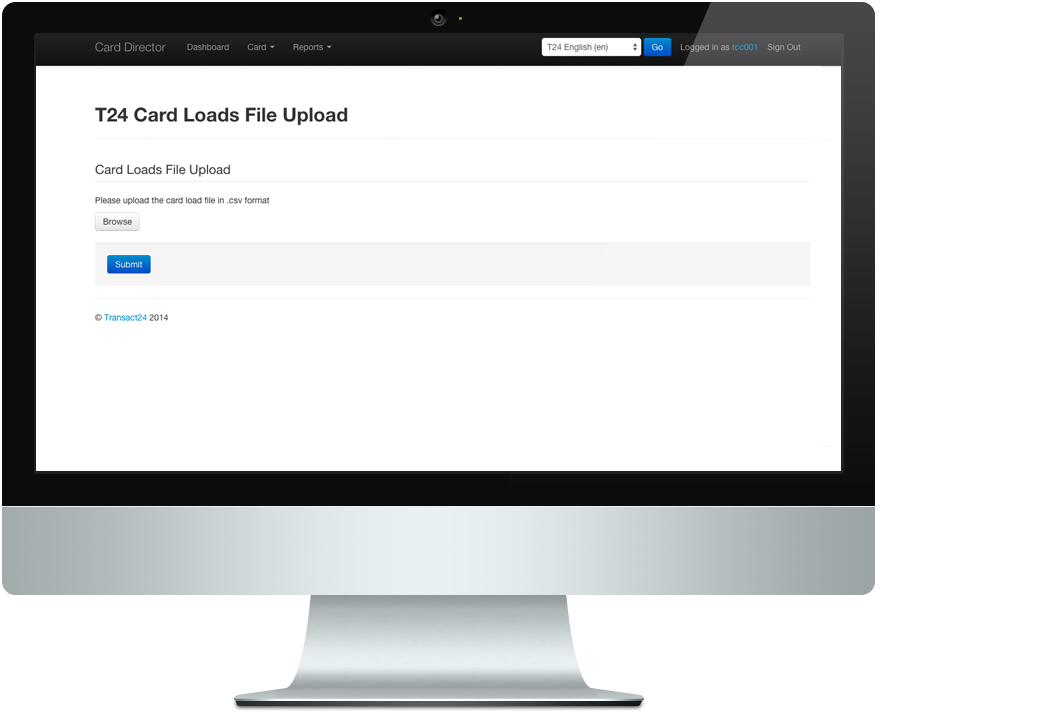 Card Director Dashboard Card Reports T24 English (en) Go Logged in as tcc001 Sign Out
T24 Card Loads File Upload
Card Loads File Upload
Please upload the card load file in .csv format
Browse
Submit
© Transact24 2014